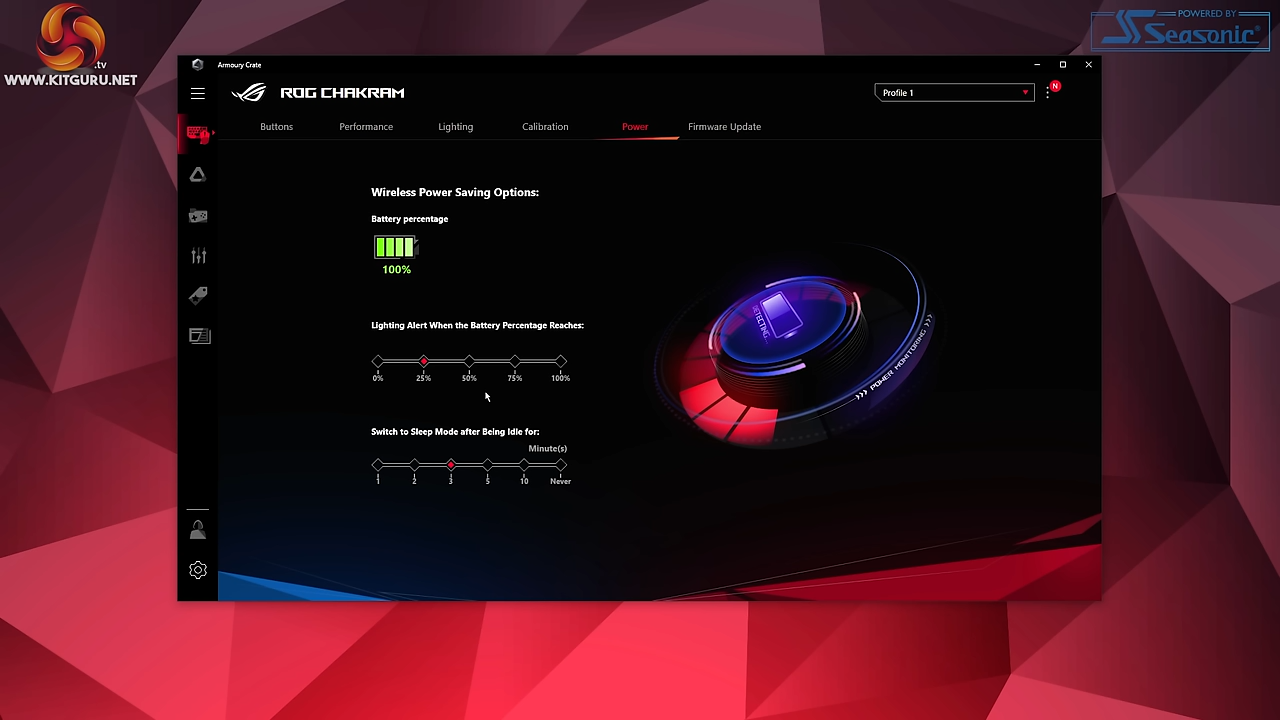 .tv
WWW.KITGURU.NET
POWERED BY
Seasonic
Armoury Crate
ROG CHAKRAM
Profile 1
N
Buttons
Performance
Lighting
Calibration
Power
Firmware Update
Wireless Power Saving Options:
Battery percentage
100%
Lighting Alert When the Battery Percentage Reaches:
0% 25% 50% 75% 100%
Switch to Sleep Mode after Being Idle for:
Minute(s)
1 2 3 5 10 Never
DETECTING...
>>> POWER MONITORING >>>